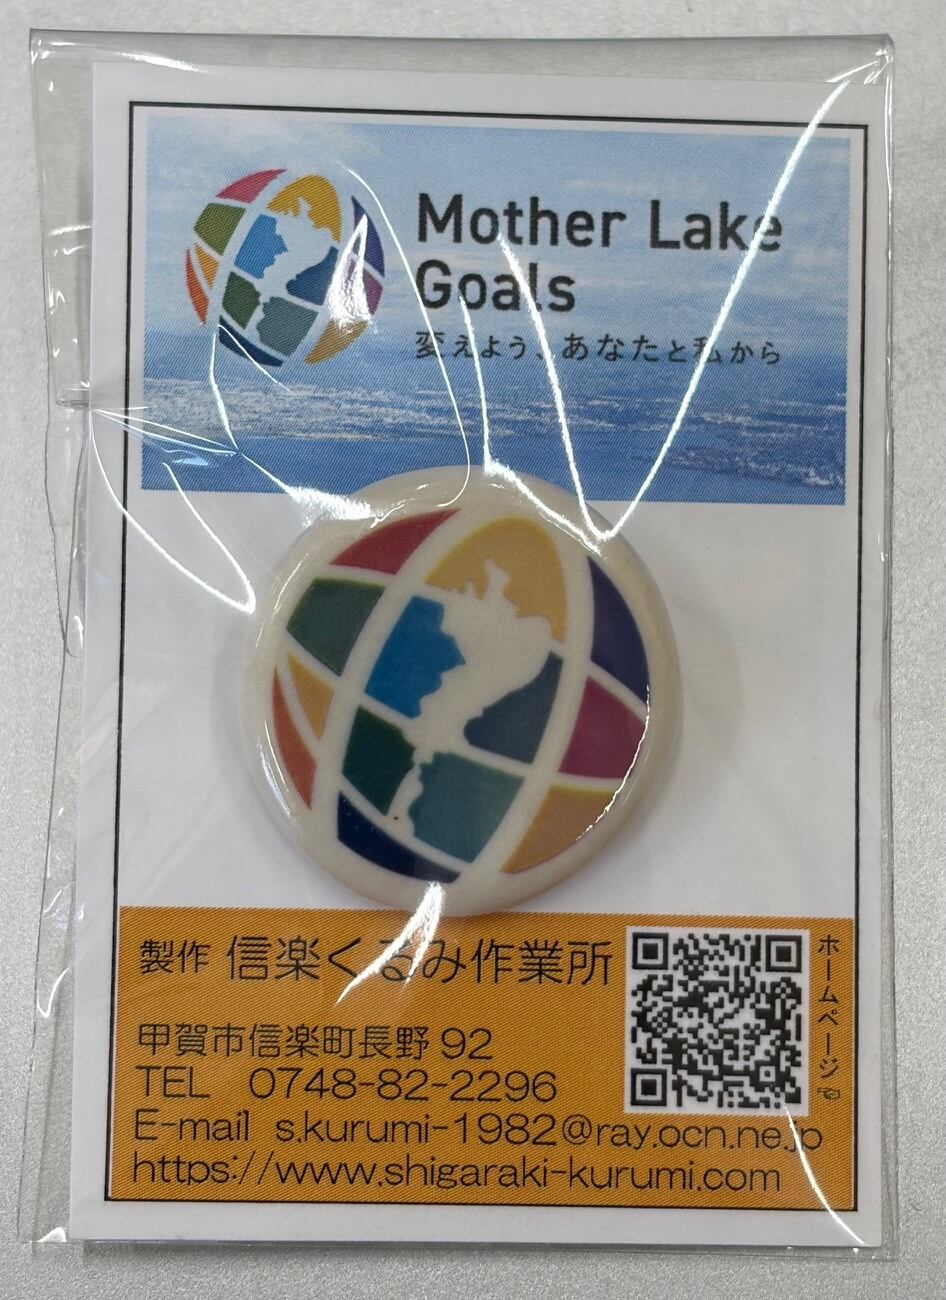 Mother Lake
Goals
変えよう、あなたと私から
製作 信楽くるみ作業所
甲賀市信楽町長野 92
TEL 0748-82-2296
E-mail s.kurumi-1982@ray.ocn.ne.jp
https://www.shigaraki-kurumi.com
ホームページ☜